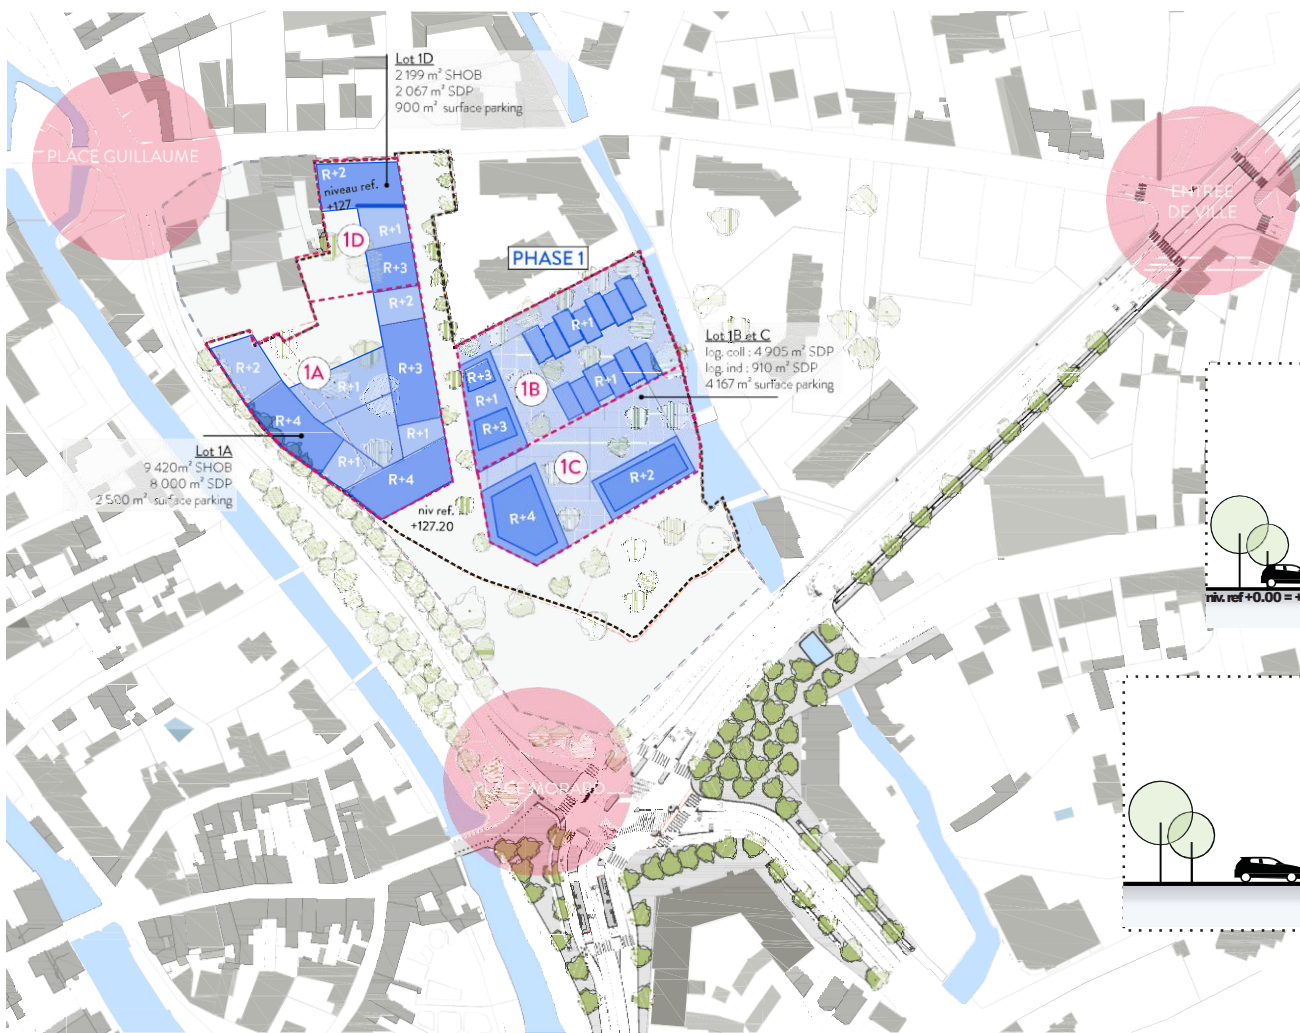 Lot 1D
2 199 m² SHOB
2 067 m² SDP
900 m² surface parking
PLACE GUILLAUME
R+2
niveau ref.
+127
R+1
1D
R+3
R+2
PHASE 1
ENTRÉE
DE VILLE
R+1
Lot 1B et C
log. coll : 4 905 m² SDP
log. ind : 910 m² SDP
4 167 m² surface parking
R+2
1A
R+1
R+3
R+3
R+1
R+3
1B
R+1
R+4
R+1
R+1
R+4
Lot 1A
9 420m² SHOB
8 000 m² SDP
2 500 m² surface parking
1C
R+2
R+4
niv ref.
+127.20
niv. ref +0.00 = +
PLACE MORARD